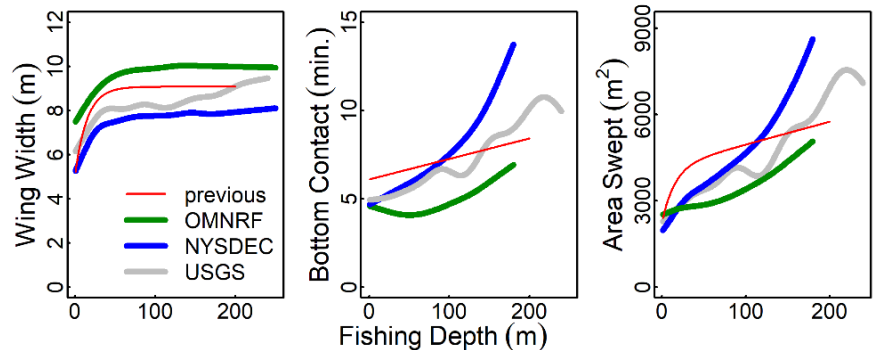 Wing Width (m)
0 2 4 6 8 10 12
previous
OMNRF
NYSDEC
USGS
0 100 200
Bottom Contact (min.)
0 5 10 15
0 100 200
Area Swept (m²)
0 3000 6000 9000
0 100 200
Fishing Depth (m)